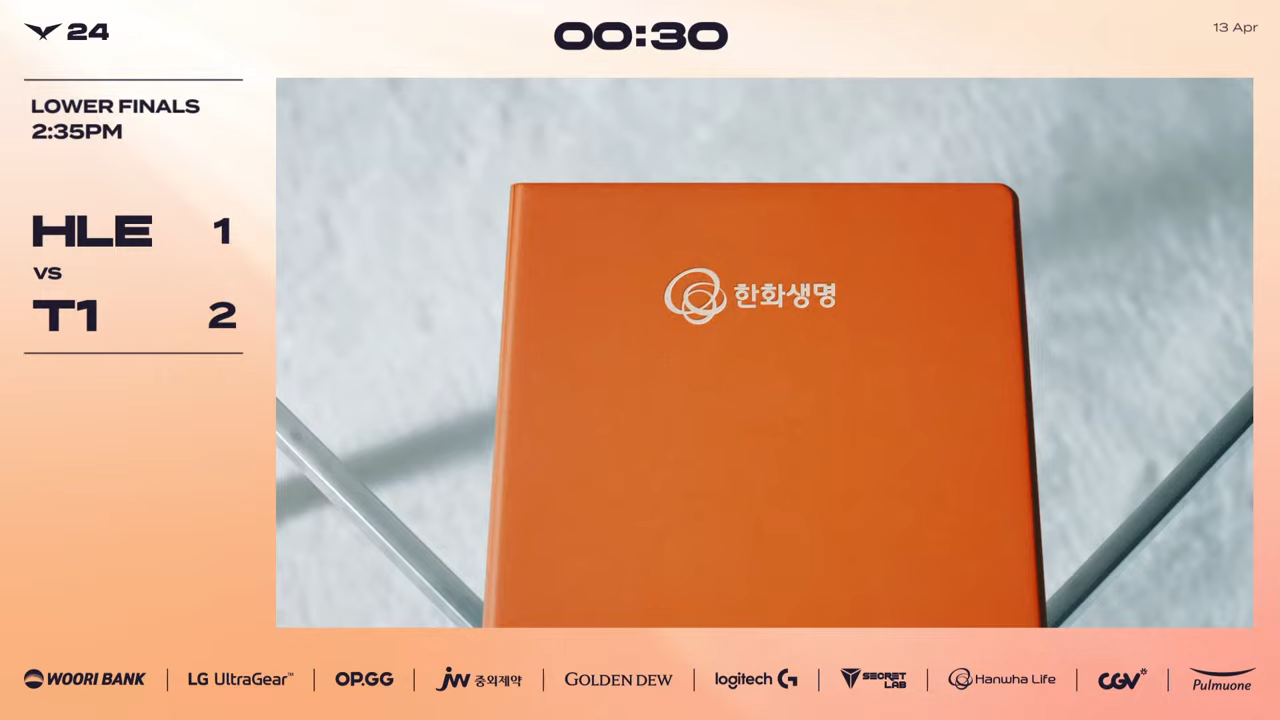 24
00:30
13 Apr
LOWER FINALS
2:35PM
HLE 1
VS
T1 2
한화생명
WOORI BANK
LG UltraGear™
OP.GG
jw 중외제약
GOLDEN DEW
logitech G
SECRET
LAB
Hanwha Life
CGV
Pulmuone